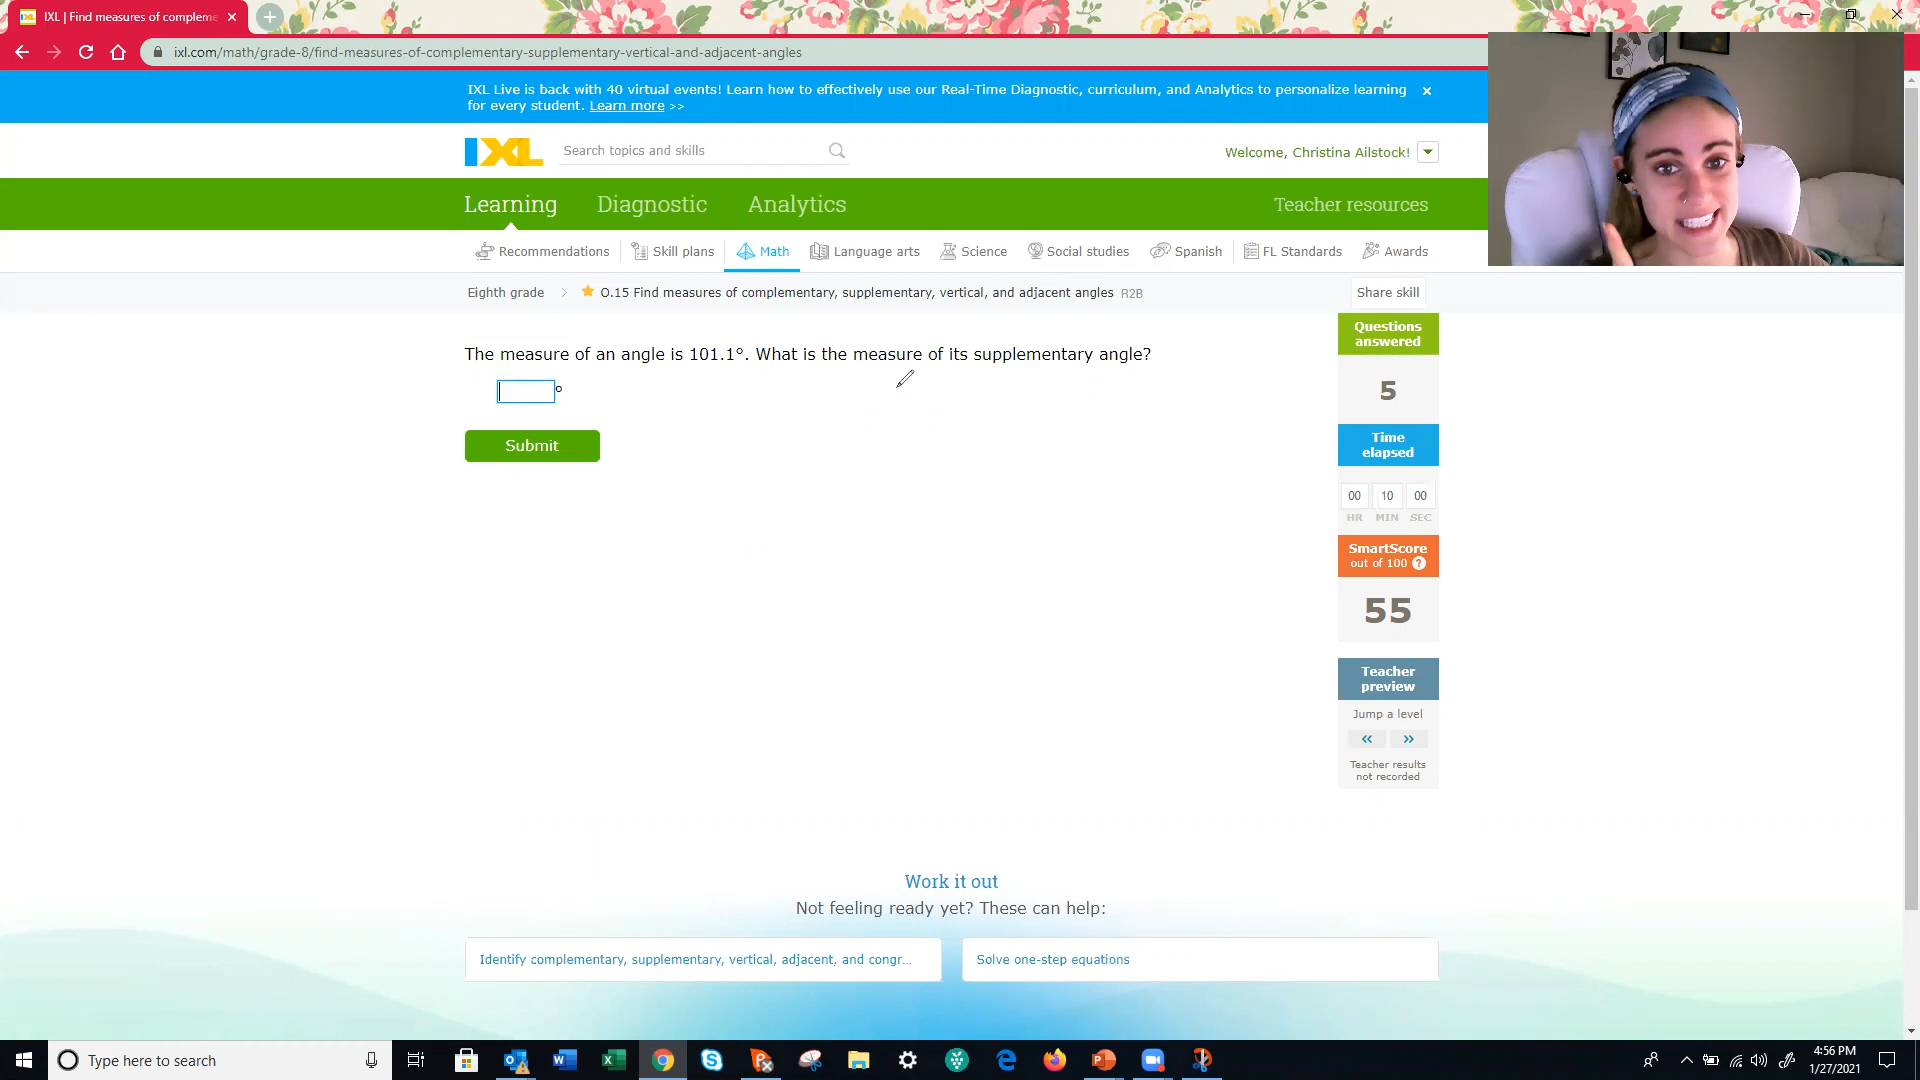 IXL | Find measures of compleme
ixl.com/math/grade-8/find-measures-of-complementary-supplementary-vertical-and-adjacent-angles
IXL Live is back with 40 virtual events! Learn how to effectively use our Real-Time Diagnostic, curriculum, and Analytics to personalize learning
for every student. Learn more >>
IXL
Search topics and skills
Welcome, Christina Ailstock!
Learning
Diagnostic
Analytics
Teacher resources
Recommendations
Skill plans
Math
Language arts
Science
Social studies
Spanish
FL Standards
Awards
Eighth grade
O.15 Find measures of complementary, supplementary, vertical, and adjacent angles R2B
Share skill
The measure of an angle is 101.1°. What is the measure of its supplementary angle?
°
Submit
Questions
answered
5
Time
elapsed
00 10 00
HR MIN SEC
SmartScore
out of 100 ?
55
Teacher
preview
Jump a level
<< >>
Teacher results
not recorded
Work it out
Not feeling ready yet? These can help:
Identify complementary, supplementary, vertical, adjacent, and congr...
Solve one-step equations
Type here to search
4:56 PM
1/27/2021